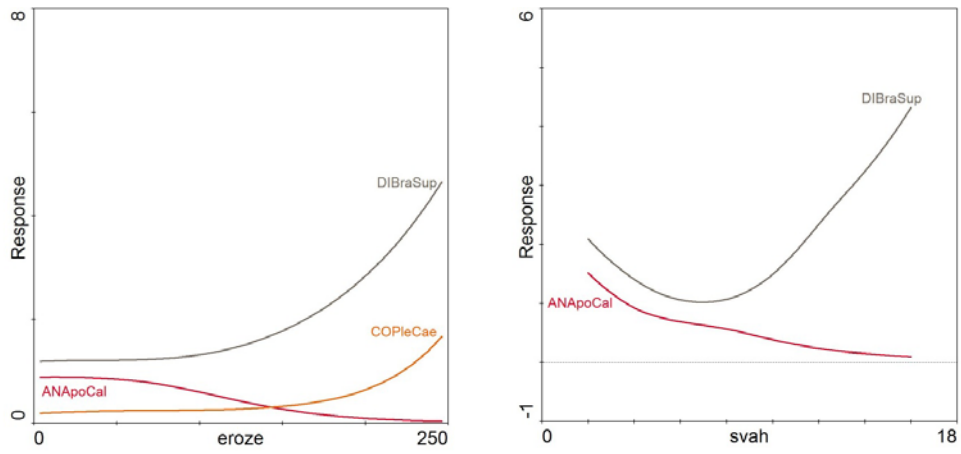 8
Response
DIBraSup
COPleCae
ANApoCal
0
0
eroze
250
6
Response
DIBraSup
ANApoCal
-1
0
svah
18